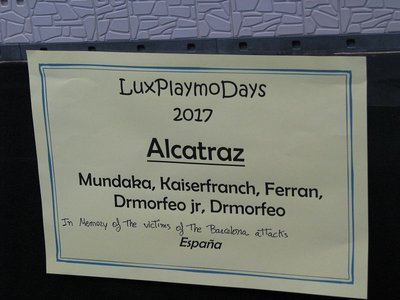 LuxPlaymoDays
2017
Alcatraz
Mundaka, Kaiserfranch, Ferran,
Drmorfeo jr, Drmorfeo
In Memory of The victims of The Barcelona attacks
España